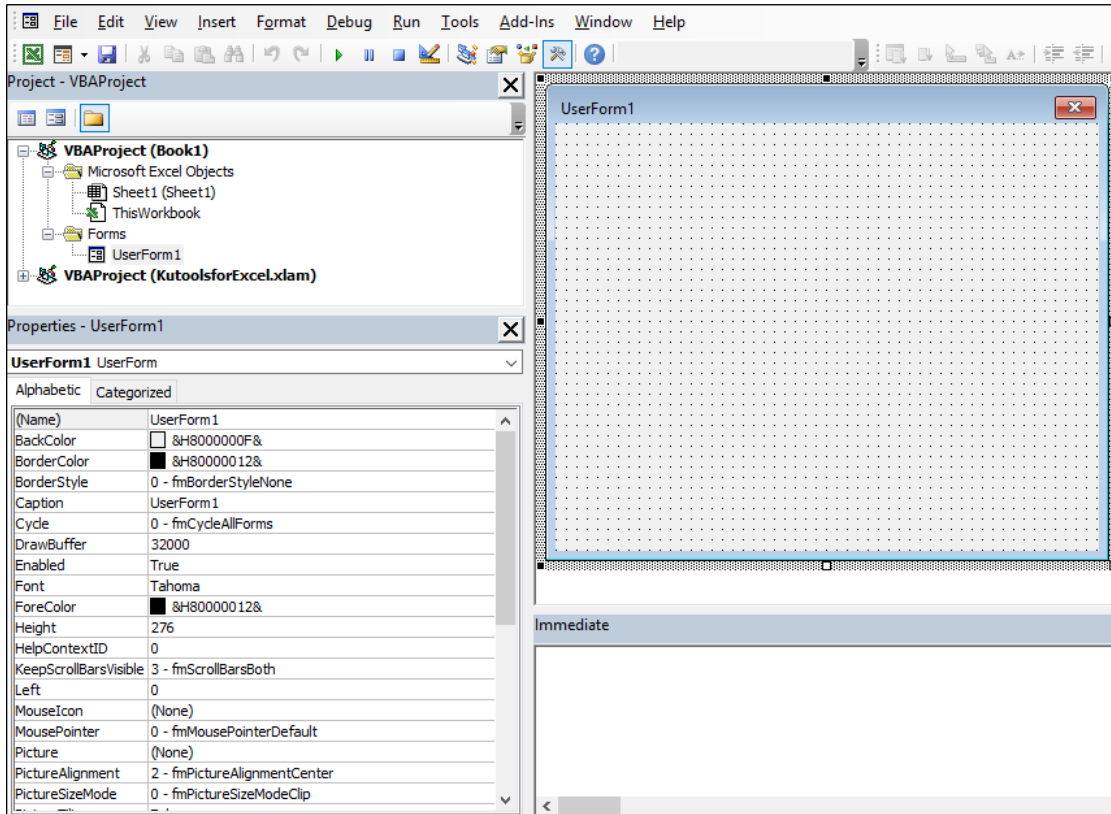 File Edit View Insert Format Debug Run Tools Add-Ins Window Help
Project - VBAProject
VBAProject (Book1)
Microsoft Excel Objects
Sheet1 (Sheet1)
ThisWorkbook
Forms
UserForm1
VBAProject (KutoolsforExcel.xlam)
Properties - UserForm1
UserForm1 UserForm
Alphabetic Categorized
(Name) UserForm1
BackColor &H8000000F&
BorderColor &H80000012&
BorderStyle 0 - fmBorderStyleNone
Caption UserForm1
Cycle 0 - fmCycleAllForms
DrawBuffer 32000
Enabled True
Font Tahoma
ForeColor &H80000012&
Height 276
HelpContextID 0
KeepScrollBarsVisible 3 - fmScrollBarsBoth
Left 0
MouseIcon (None)
MousePointer 0 - fmMousePointerDefault
Picture (None)
PictureAlignment 2 - fmPictureAlignmentCenter
PictureSizeMode 0 - fmPictureSizeModeClip
UserForm1
Immediate